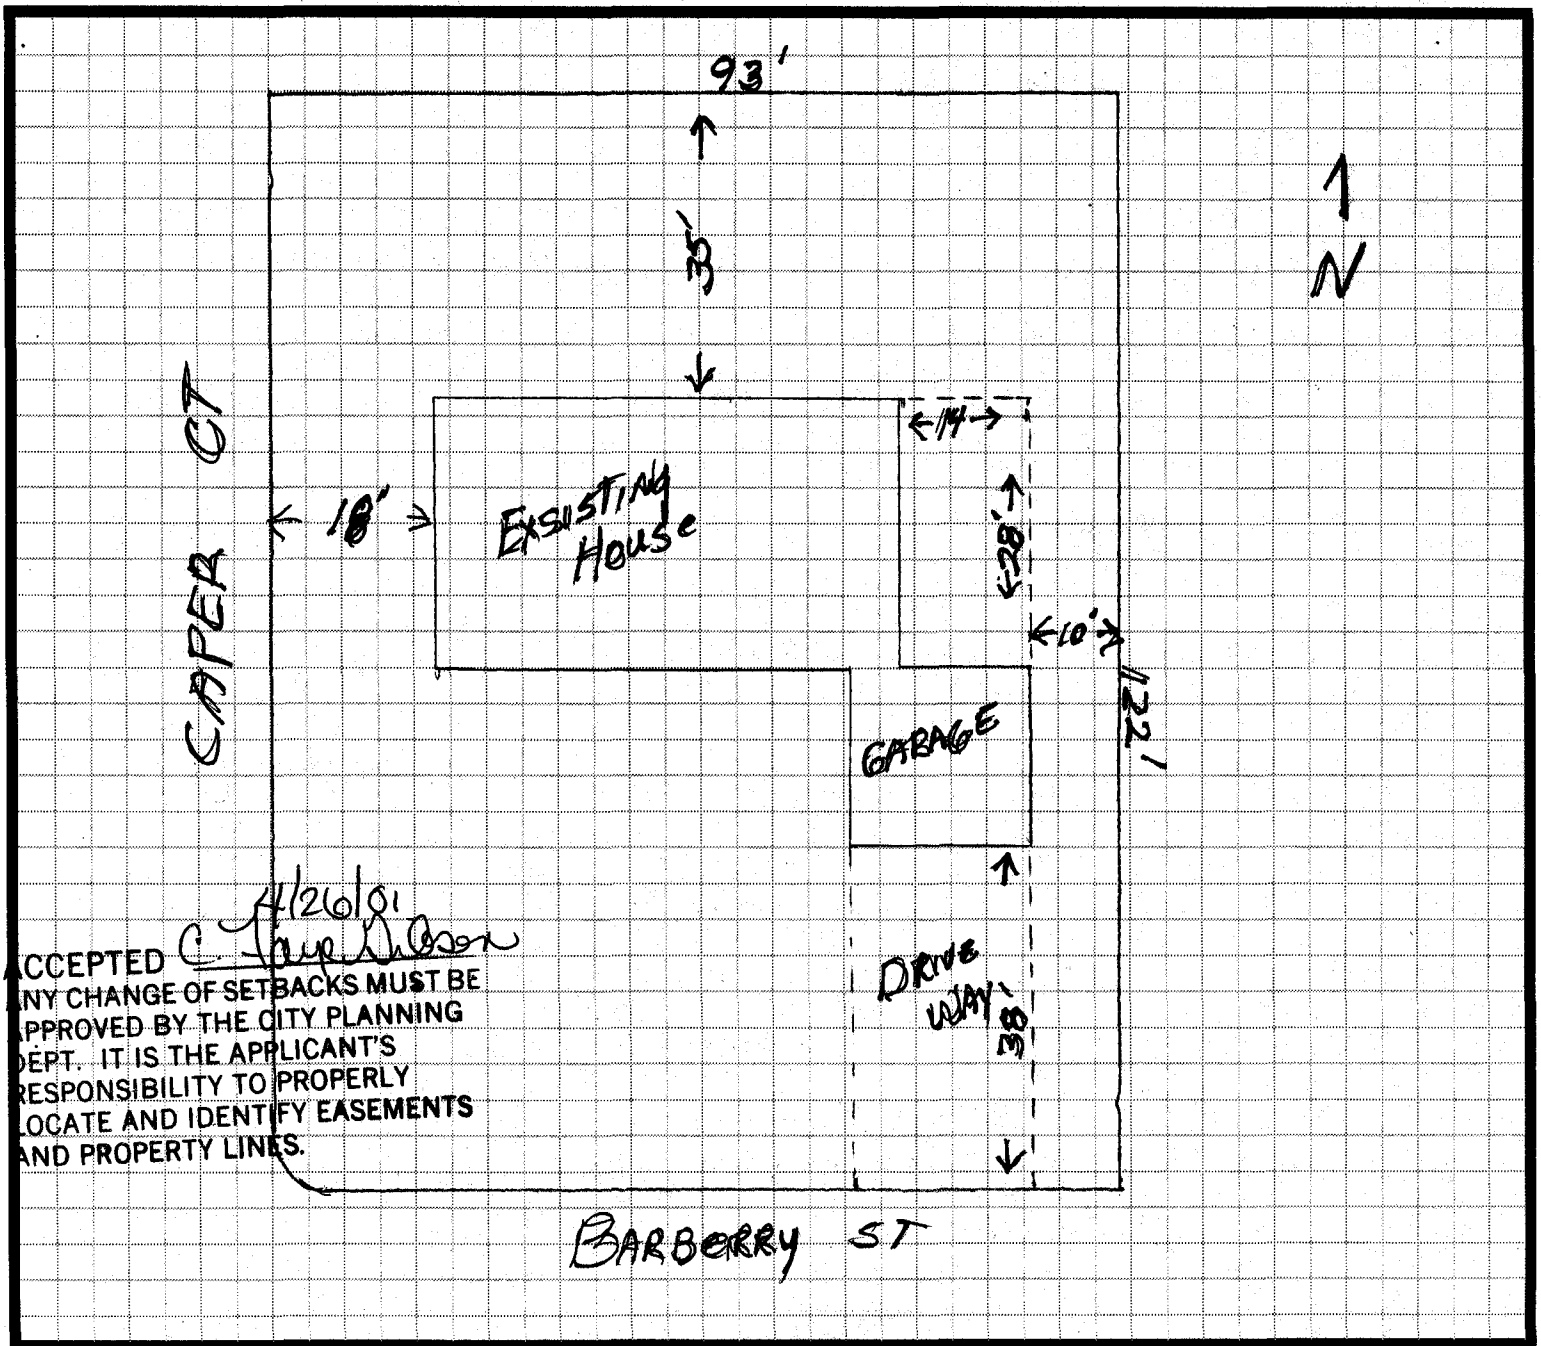 93'
35'
N
CAPER CT
14
18"
EXSISTING
HOUSE
28'
10'
122'
GARAGE
4/26/01
ACCEPTED C. Faye Gibson
ANY CHANGE OF SETBACKS MUST BE
APPROVED BY THE CITY PLANNING
DEPT. IT IS THE APPLICANT'S
RESPONSIBILITY TO PROPERLY
LOCATE AND IDENTIFY EASEMENTS
AND PROPERTY LINES.
DRIVE
WAY
38'
BARBERRY ST